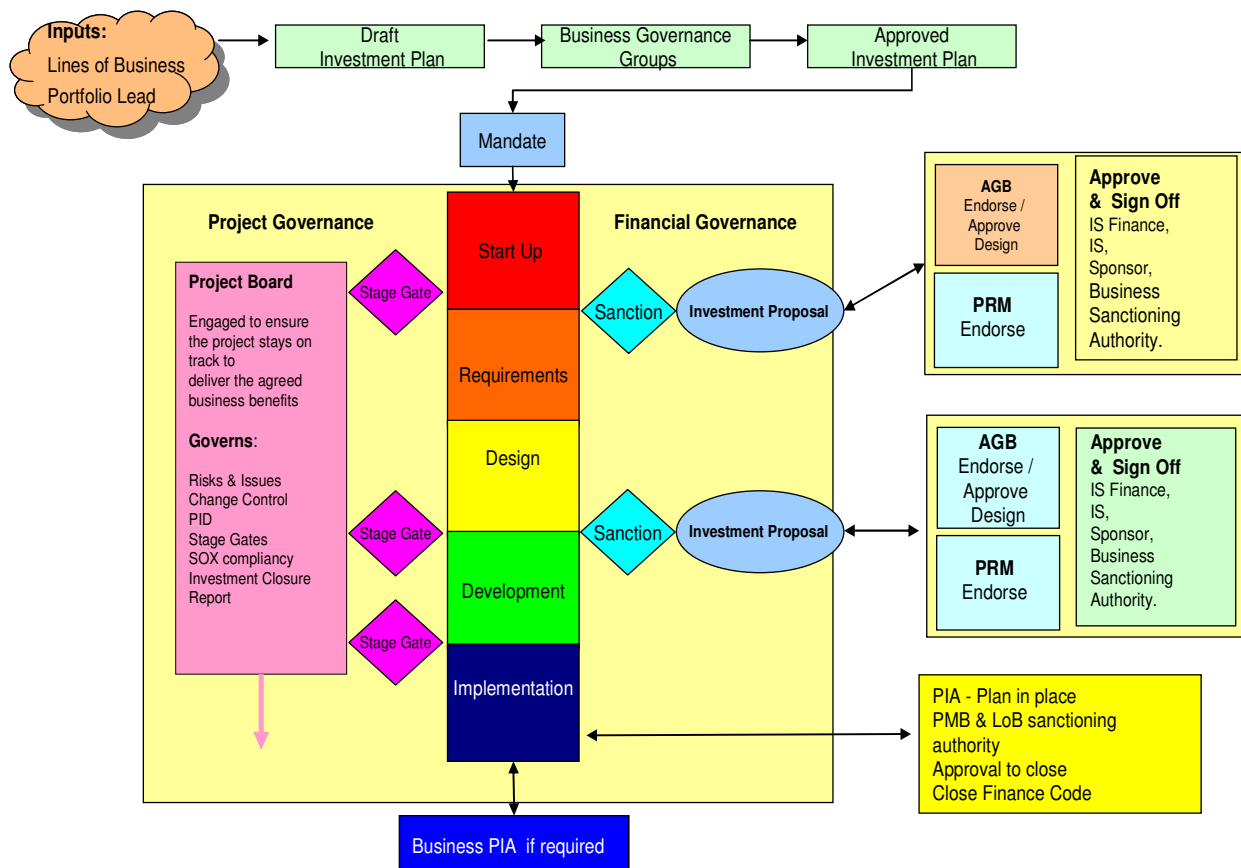 Inputs:
Lines of Business
Portfolio Lead
Draft
Investment Plan
Business Governance
Groups
Approved
Investment Plan
Mandate
Project Governance
Financial Governance
Project Board
Engaged to ensure
the project stays on
track to
deliver the agreed
business benefits
Governs:
Risks & Issues
Change Control
PID
Stage Gates
SOX compliancy
Investment Closure
Report
Stage Gate
Stage Gate
Stage Gate
Start Up
Requirements
Design
Development
Implementation
Sanction
Investment Proposal
Sanction
Investment Proposal
AGB
Endorse /
Approve
Design
PRM
Endorse
Approve
& Sign Off
IS Finance,
IS,
Sponsor,
Business
Sanctioning
Authority.
AGB
Endorse /
Approve
Design
PRM
Endorse
Approve
& Sign Off
IS Finance,
IS,
Sponsor,
Business
Sanctioning
Authority.
PIA - Plan in place
PMB & LoB sanctioning
authority
Approval to close
Close Finance Code
Business PIA if required